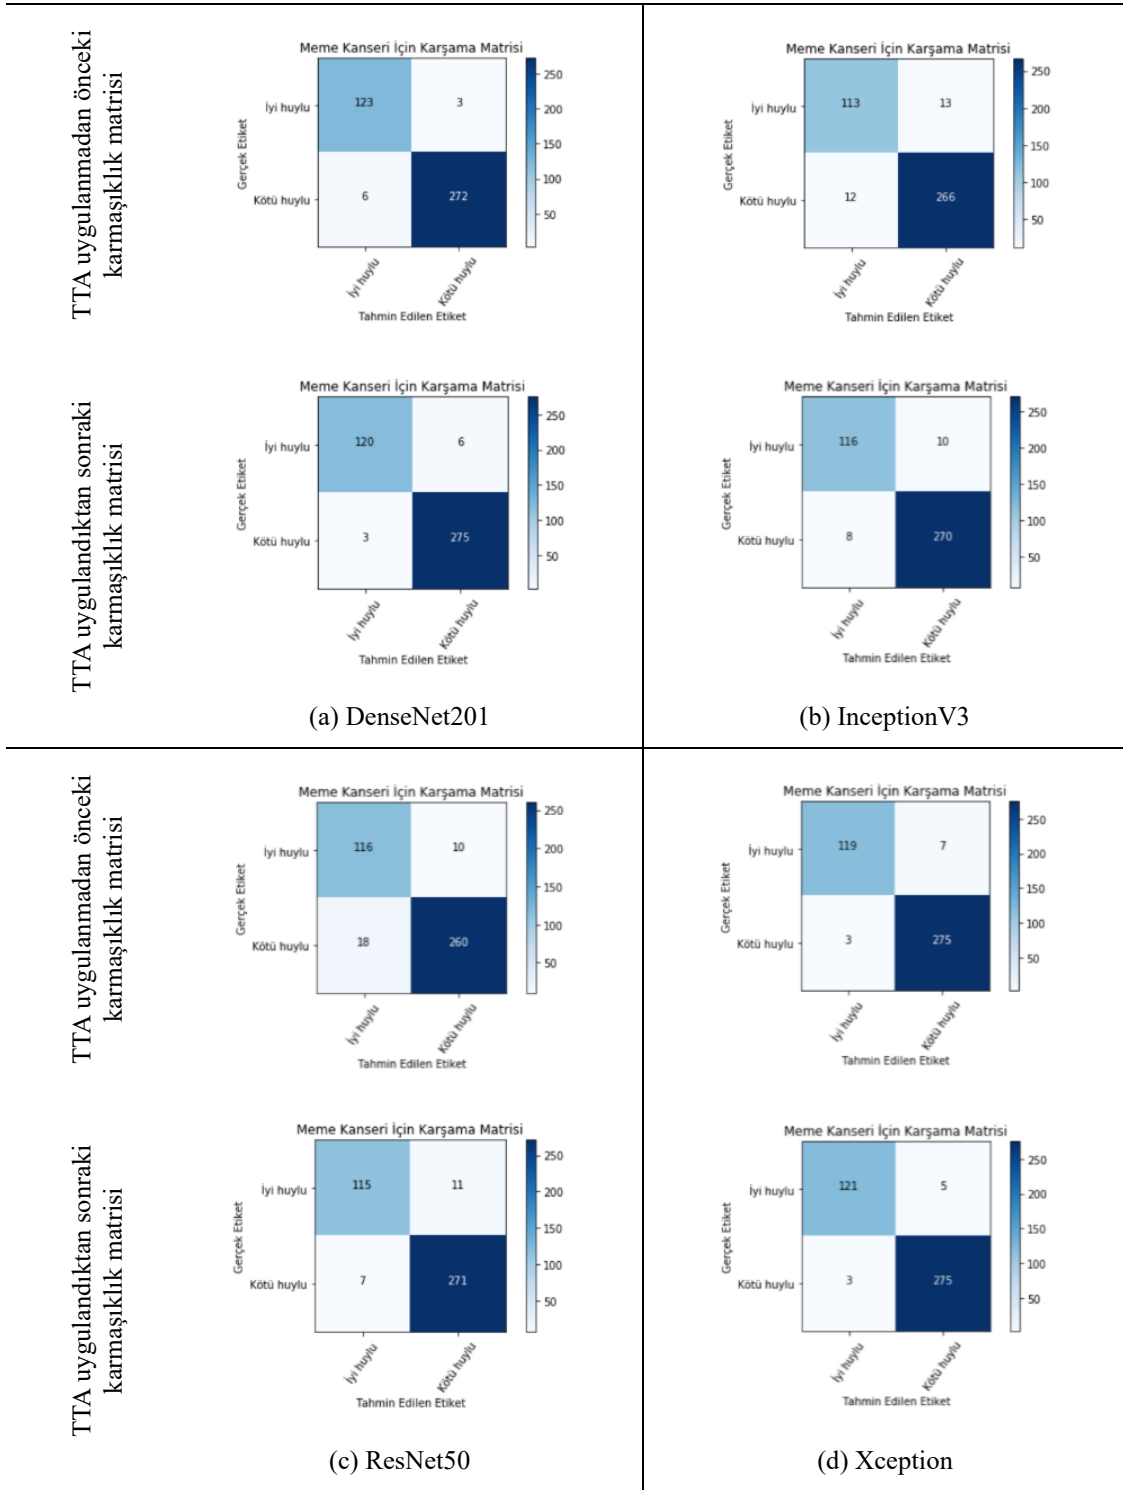 TTA uygulanmadan önceki
karmaşıklık matrisi
Meme Kanseri İçin Karşama Matrisi
Gerçek Etiket
İyi huylu
123
3
Kötü huylu
6
272
İyi huylu
Kötü huylu
Tahmin Edilen Etiket
250
200
150
100
50
Meme Kanseri İçin Karşama Matrisi
Gerçek Etiket
İyi huylu
113
13
Kötü huylu
12
266
İyi huylu
Kötü huylu
Tahmin Edilen Etiket
250
200
150
100
50
TTA uygulandıktan sonraki
karmaşıklık matrisi
Meme Kanseri İçin Karşama Matrisi
Gerçek Etiket
İyi huylu
120
6
Kötü huylu
3
275
İyi huylu
Kötü huylu
Tahmin Edilen Etiket
250
200
150
100
50
Meme Kanseri İçin Karşama Matrisi
Gerçek Etiket
İyi huylu
116
10
Kötü huylu
8
270
İyi huylu
Kötü huylu
Tahmin Edilen Etiket
250
200
150
100
50
(a) DenseNet201
(b) InceptionV3
TTA uygulanmadan önceki
karmaşıklık matrisi
Meme Kanseri İçin Karşama Matrisi
Gerçek Etiket
İyi huylu
116
10
Kötü huylu
18
260
İyi huylu
Kötü huylu
Tahmin Edilen Etiket
250
200
150
100
50
Meme Kanseri İçin Karşama Matrisi
Gerçek Etiket
İyi huylu
119
7
Kötü huylu
3
275
İyi huylu
Kötü huylu
Tahmin Edilen Etiket
250
200
150
100
50
TTA uygulandıktan sonraki
karmaşıklık matrisi
Meme Kanseri İçin Karşama Matrisi
Gerçek Etiket
İyi huylu
115
11
Kötü huylu
7
271
İyi huylu
Kötü huylu
Tahmin Edilen Etiket
250
200
150
100
50
Meme Kanseri İçin Karşama Matrisi
Gerçek Etiket
İyi huylu
121
5
Kötü huylu
3
275
İyi huylu
Kötü huylu
Tahmin Edilen Etiket
250
200
150
100
50
(c) ResNet50
(d) Xception